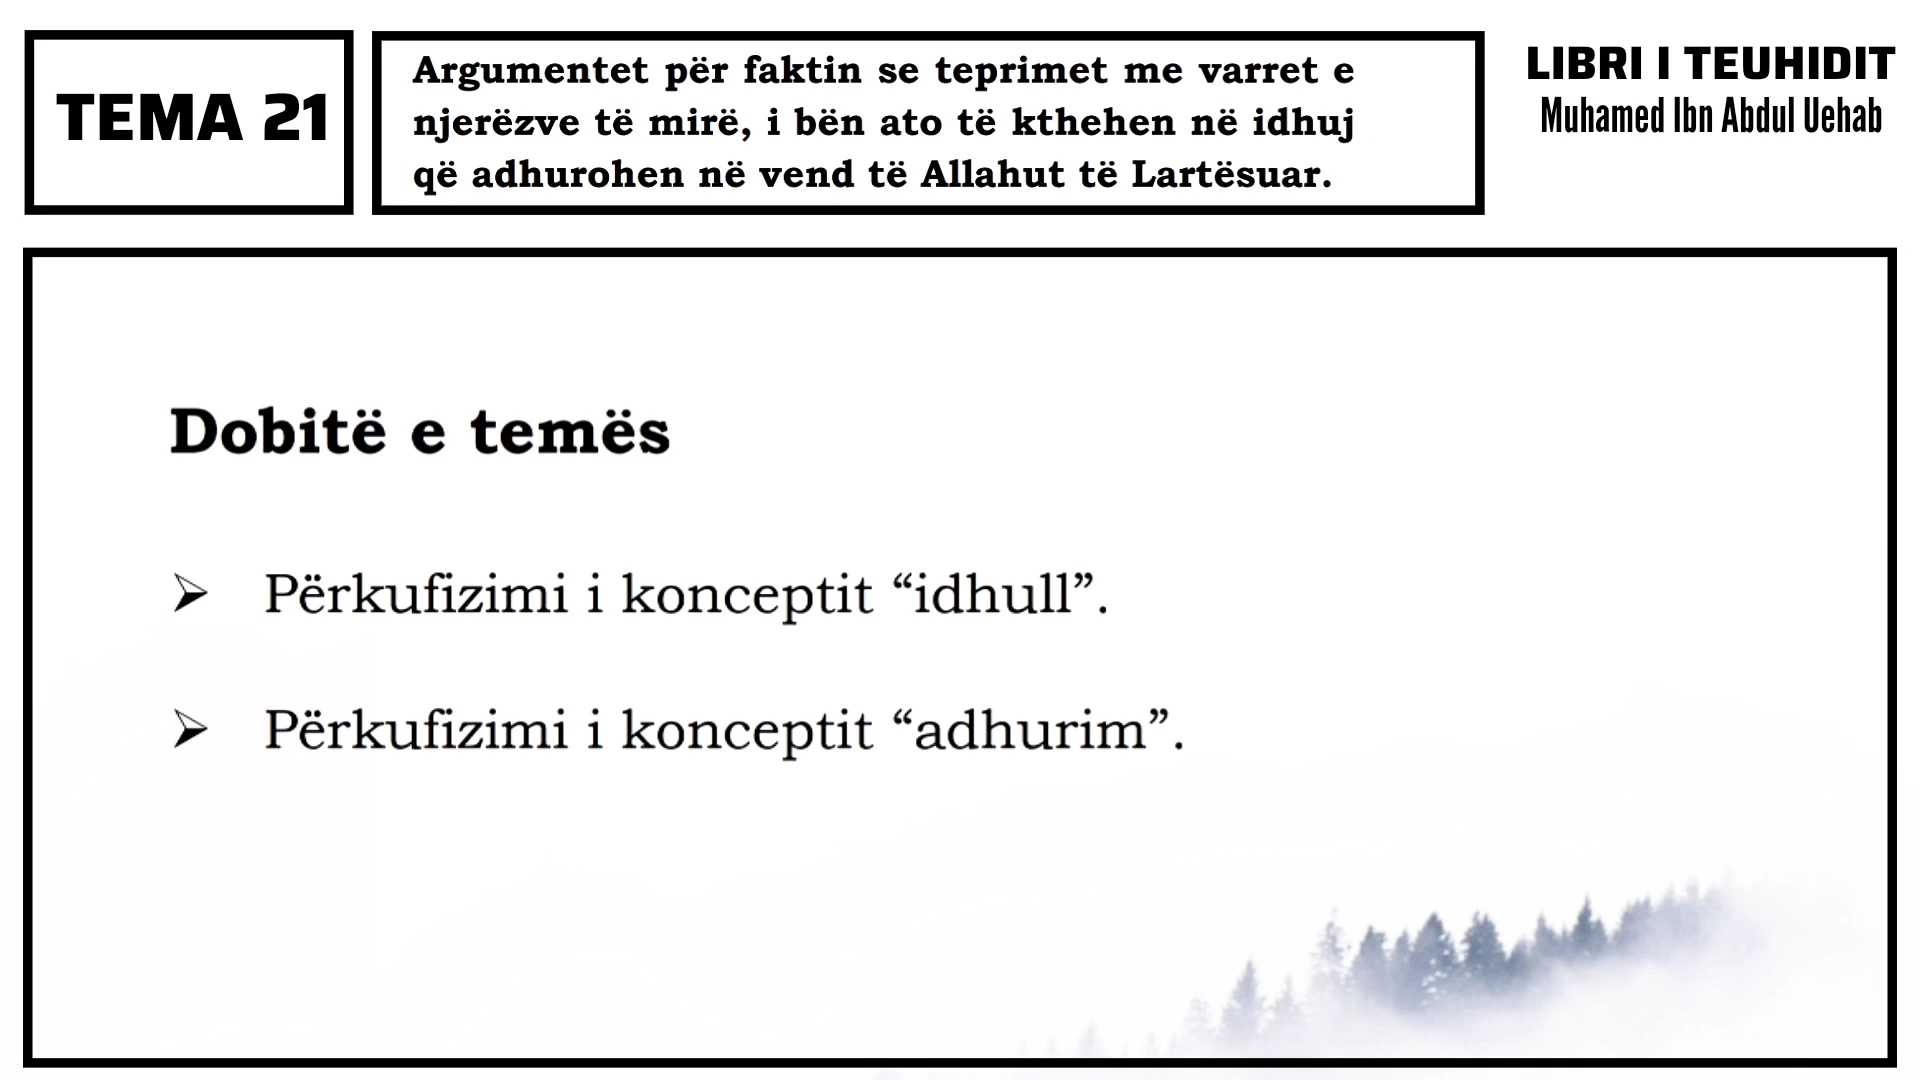 TEMA 21
Argumentet për faktin se teprimet me varret e
njerëzve të mirë, i bën ato të kthehen në idhuj
që adhurohen në vend të Allahut të Lartësuar.
LIBRI I TEUHIDIT
Muhamed Ibn Abdul Uehab
Dobitë e temës
➢ Përkufizimi i konceptit “idhull”.
➢ Përkufizimi i konceptit “adhurim”.